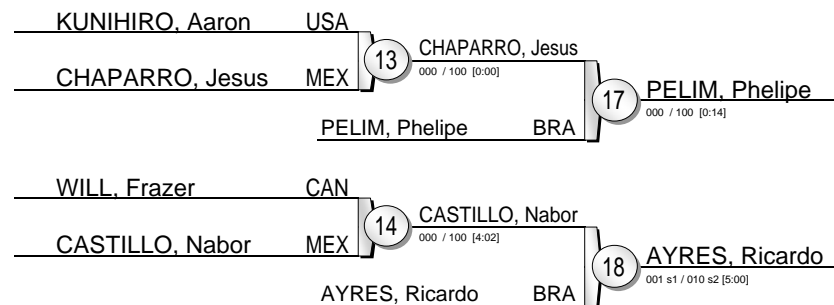 KUNIHIRO, Aaron USA
13 CHAPARRO, Jesus
000 / 100 [0:00]
CHAPARRO, Jesus MEX
17 PELIM, Phelipe
000 / 100 [0:14]
PELIM, Phelipe BRA
WILL, Frazer CAN
14 CASTILLO, Nabor
000 / 100 [4:02]
CASTILLO, Nabor MEX
18 AYRES, Ricardo
001 s1 / 010 s2 [5:00]
AYRES, Ricardo BRA